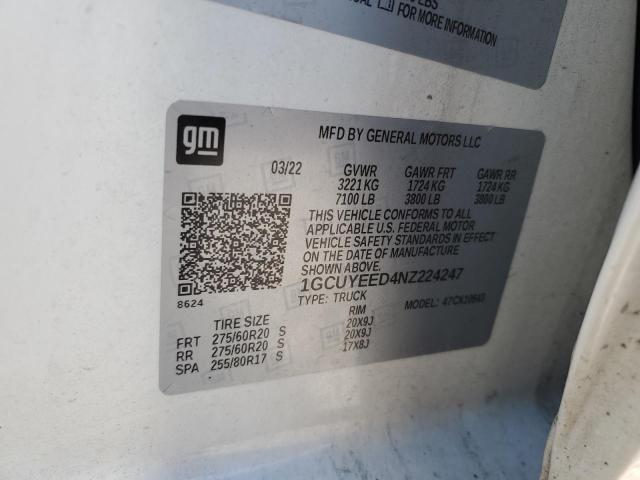 LBS
FOR MORE INFORMATION
gm
MFD BY GENERAL MOTORS LLC
03/22 GVWR GAWR FRT GAWR RR
3221 KG 1724 KG 1724 KG
7100 LB 3800 LB 3800 LB
THIS VEHICLE CONFORMS TO ALL
APPLICABLE U.S. FEDERAL MOTOR
VEHICLE SAFETY STANDARDS IN EFFECT
ON THE DATE OF MANUFACTURE
SHOWN ABOVE.
8624
1GCUYEED4NZ224247
TYPE: TRUCK MODEL:
TIRE SIZE RIM
FRT 275/60R20 S 20X9J
RR 275/60R20 S 20X9J
SPA 255/80R17 S 17X8J